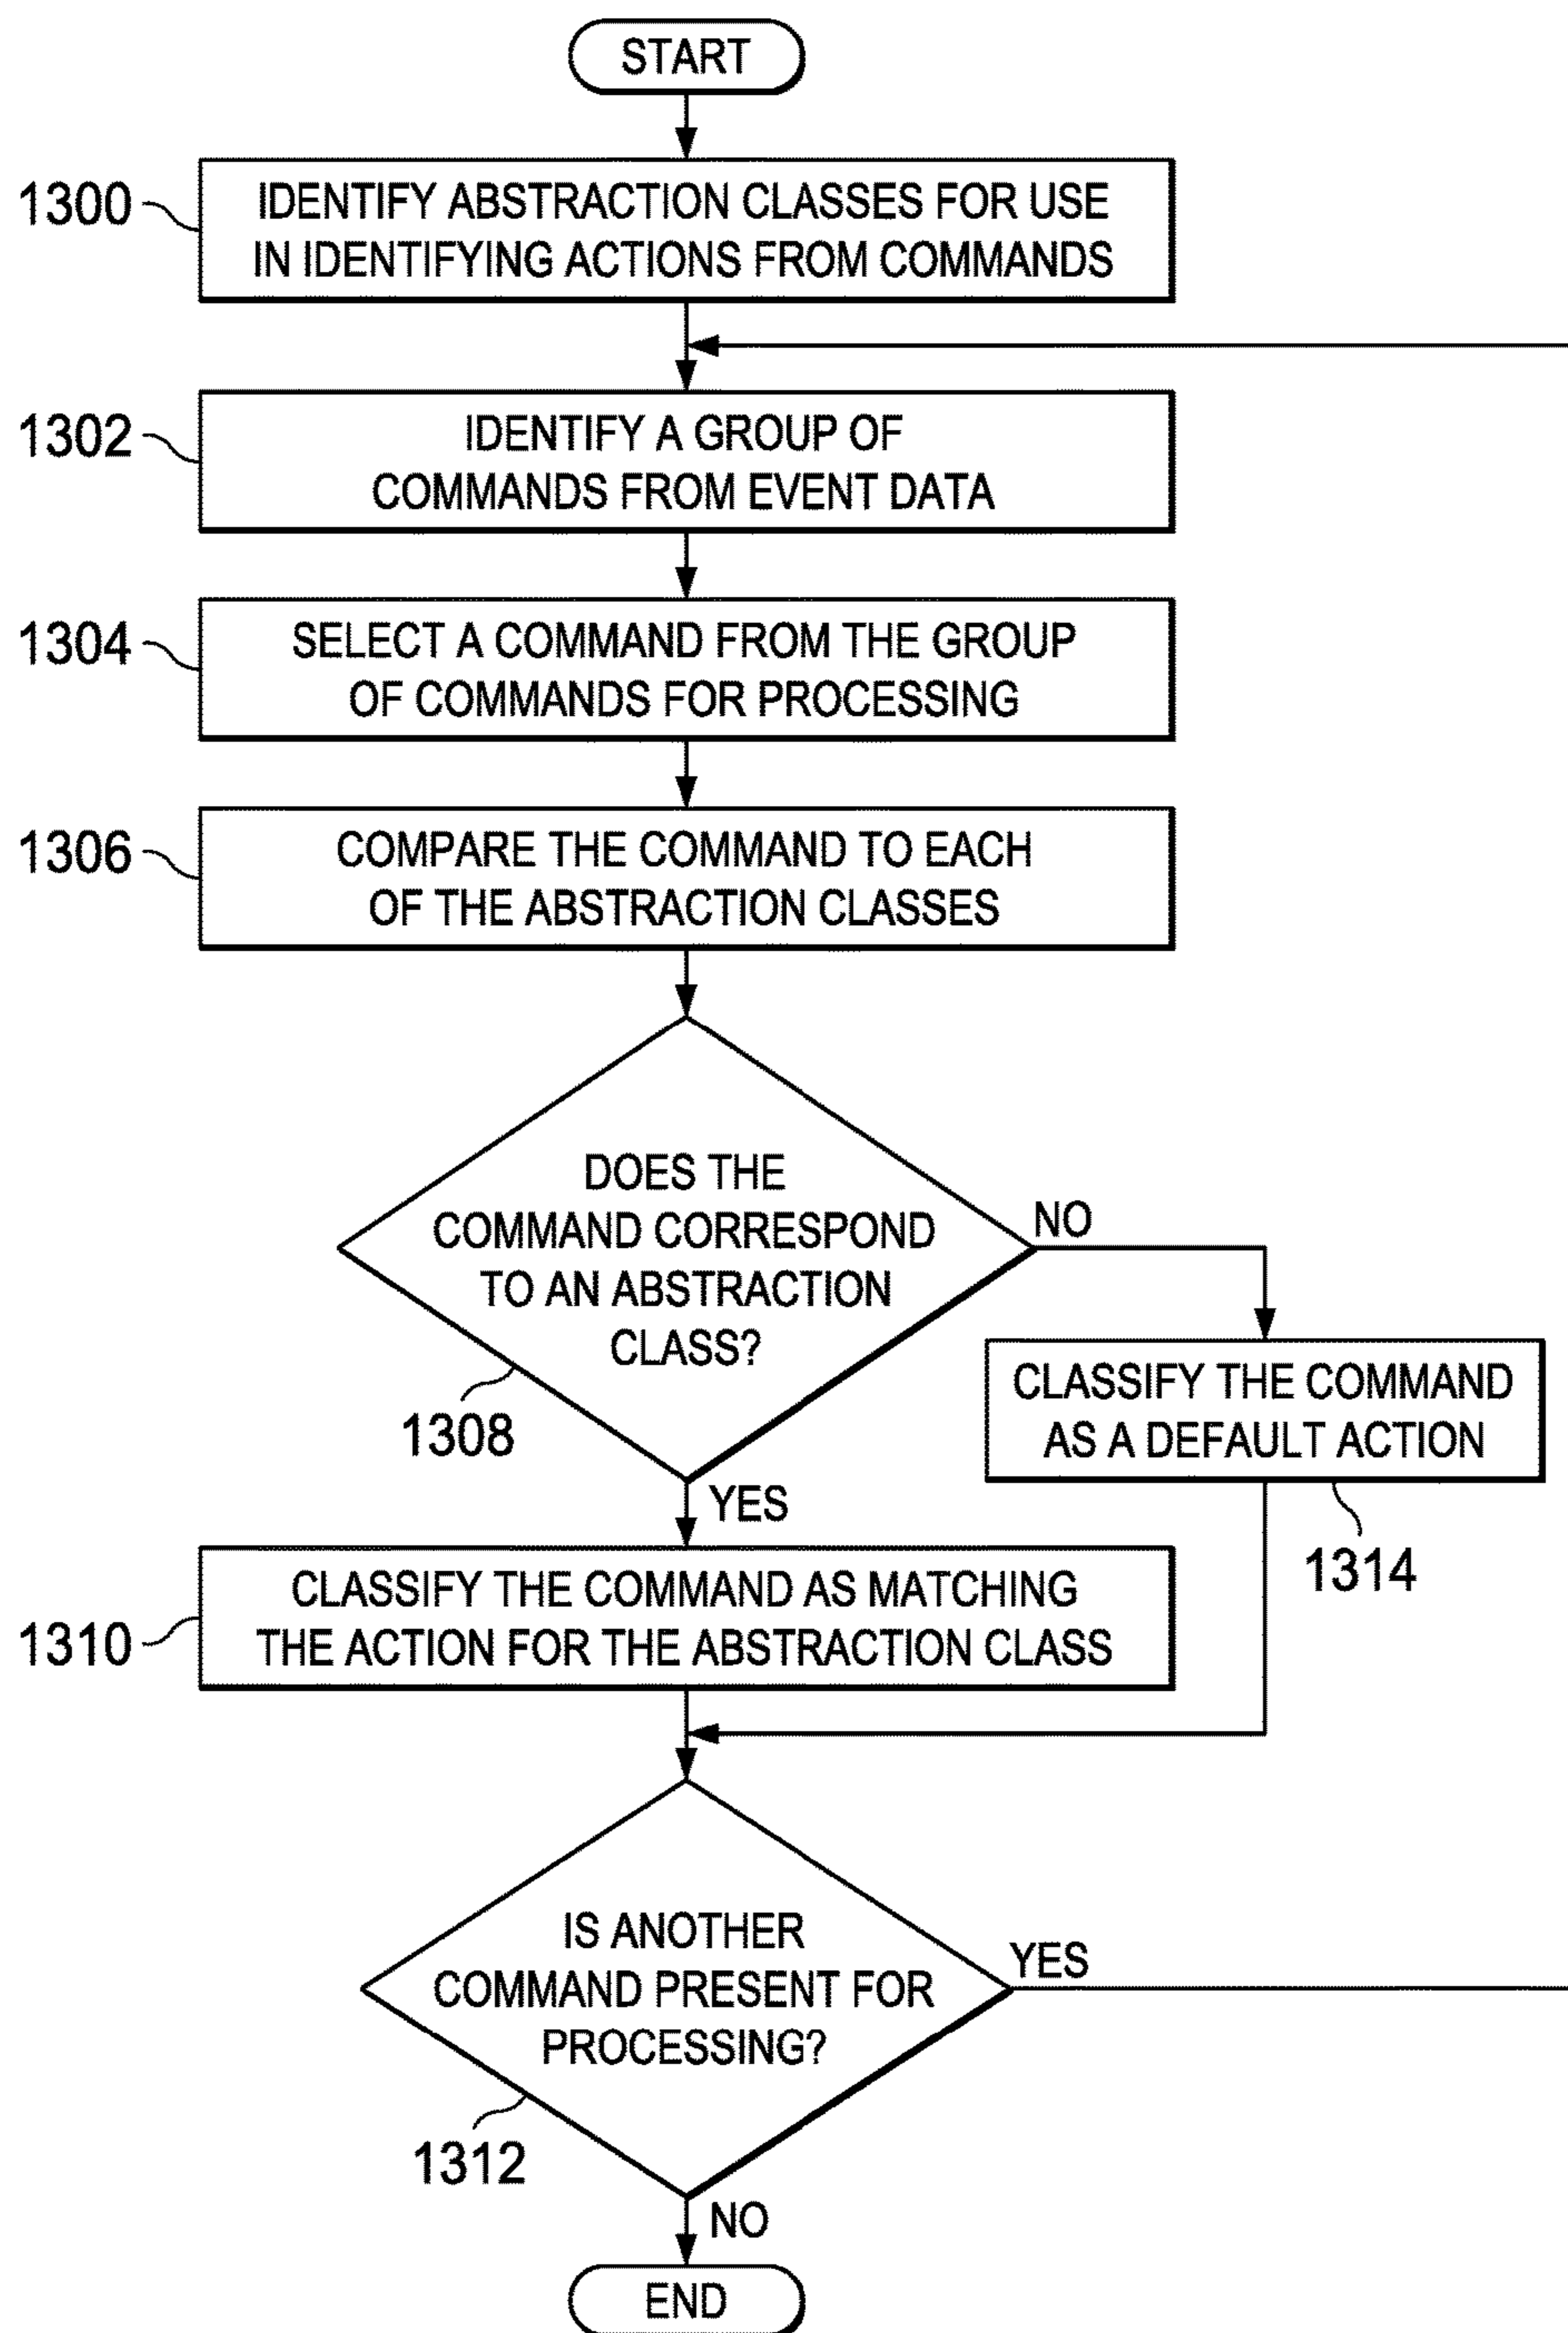 START
1300
IDENTIFY ABSTRACTION CLASSES FOR USE
IN IDENTIFYING ACTIONS FROM COMMANDS
1302
IDENTIFY A GROUP OF
COMMANDS FROM EVENT DATA
1304
SELECT A COMMAND FROM THE GROUP
OF COMMANDS FOR PROCESSING
1306
COMPARE THE COMMAND TO EACH
OF THE ABSTRACTION CLASSES
DOES THE
COMMAND CORRESPOND
TO AN ABSTRACTION
CLASS?
1308
NO
CLASSIFY THE COMMAND
AS A DEFAULT ACTION
1314
YES
1310
CLASSIFY THE COMMAND AS MATCHING
THE ACTION FOR THE ABSTRACTION CLASS
IS ANOTHER
COMMAND PRESENT FOR
PROCESSING?
1312
YES
NO
END